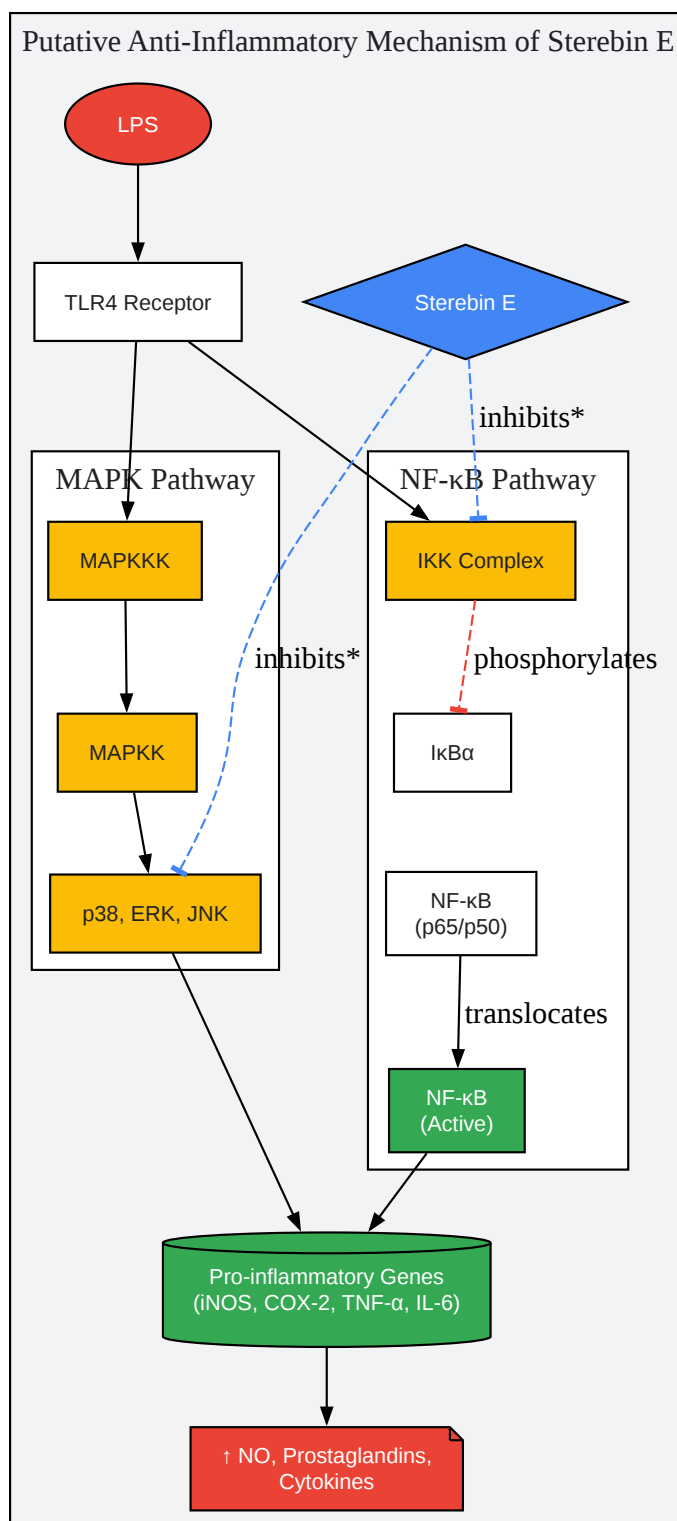 Putative Anti-Inflammatory Mechanism of Sterebin E
LPS
TLR4 Receptor
Sterebin E
inhibits*
MAPK Pathway
NF-κB Pathway
MAPKKK
IKK Complex
inhibits*
phosphorylates
MAPKK
IκBα
p38, ERK, JNK
NF-κB
(p65/p50)
translocates
NF-κB
(Active)
Pro-inflammatory Genes
(iNOS, COX-2, TNF-α, IL-6)
↑ NO, Prostaglandins,
Cytokines